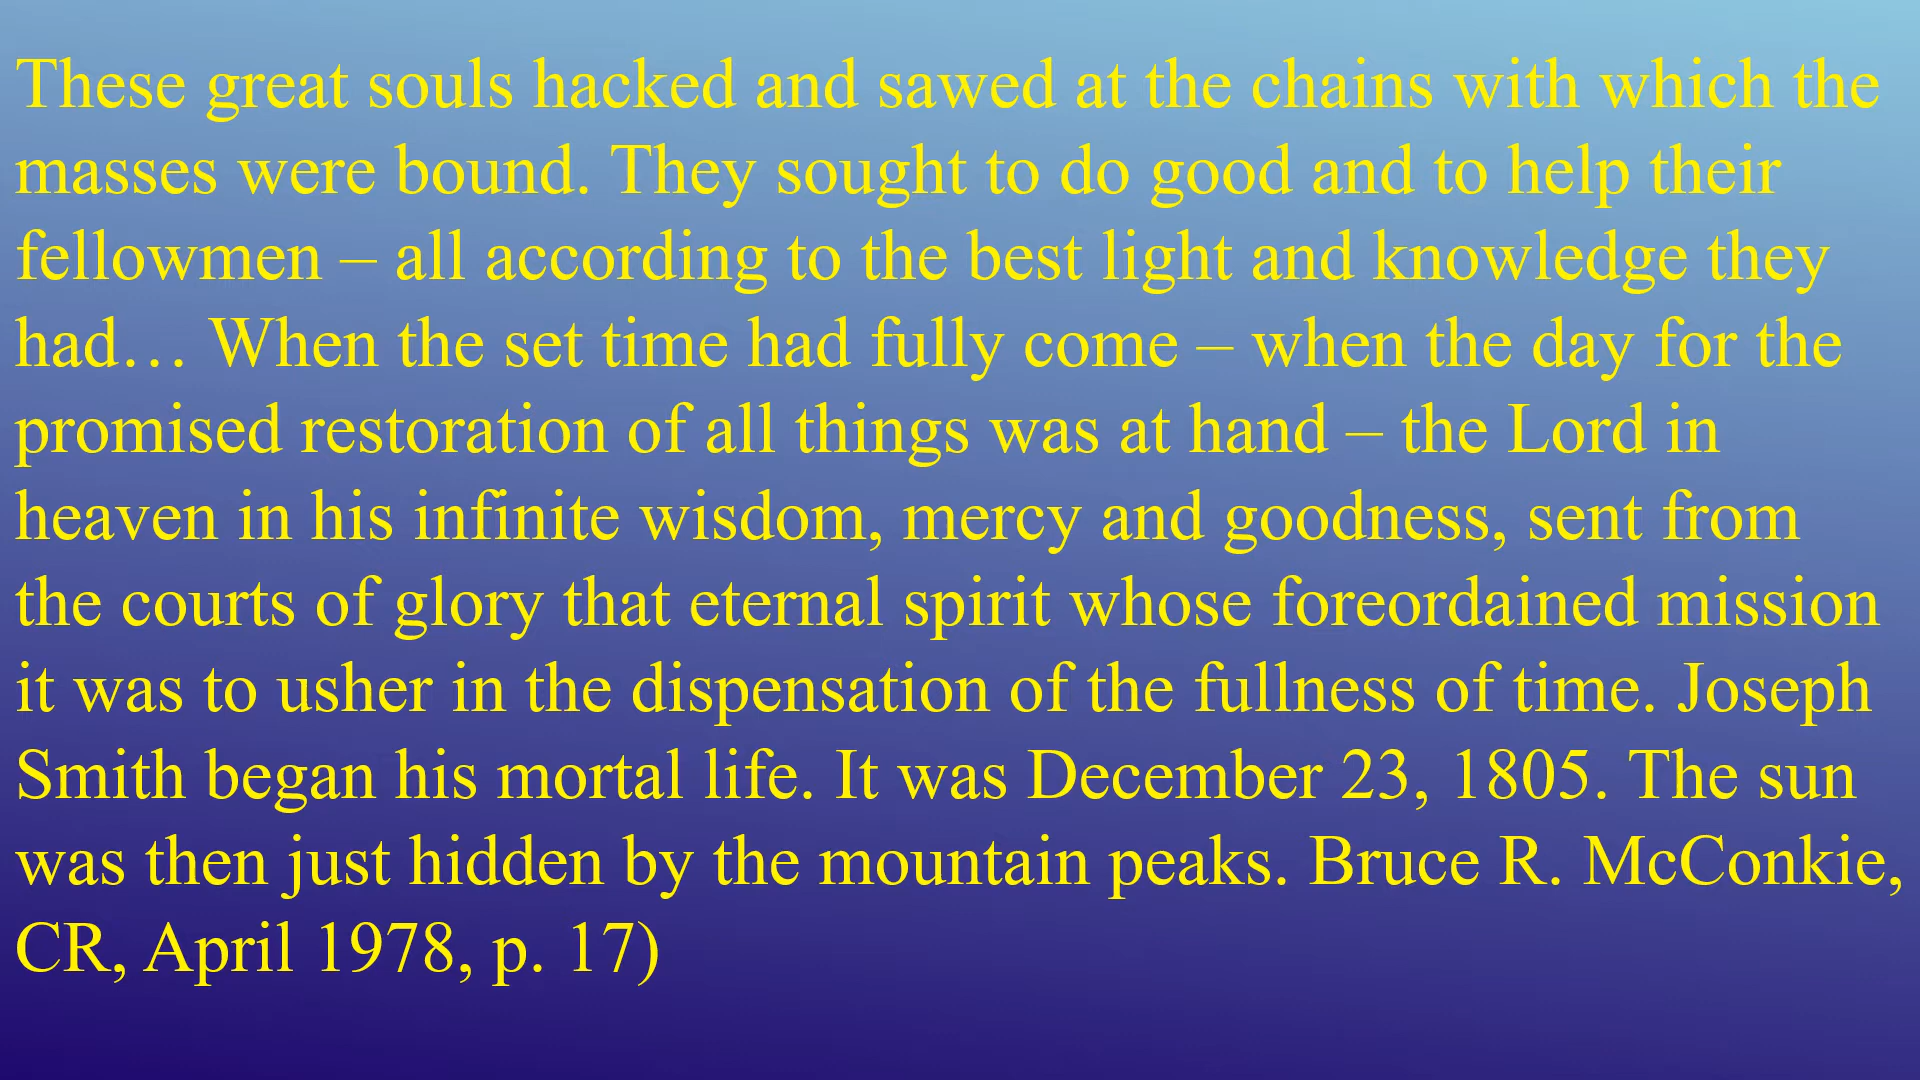 These great souls hacked and sawed at the chains with which the
masses were bound. They sought to do good and to help their
fellowmen – all according to the best light and knowledge they
had… When the set time had fully come – when the day for the
promised restoration of all things was at hand – the Lord in
heaven in his infinite wisdom, mercy and goodness, sent from
the courts of glory that eternal spirit whose foreordained mission
it was to usher in the dispensation of the fullness of time. Joseph
Smith began his mortal life. It was December 23, 1805. The sun
was then just hidden by the mountain peaks. Bruce R. McConkie,
CR, April 1978, p. 17)